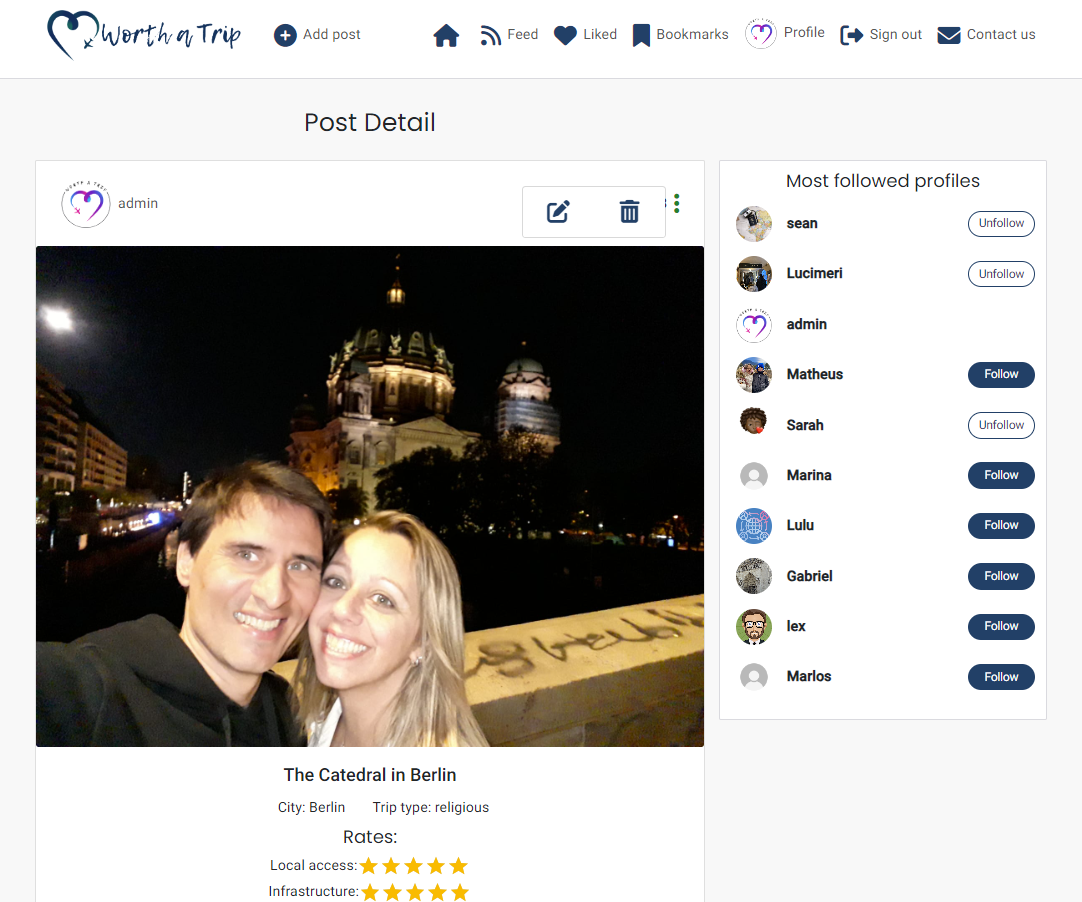 Worth a Trip
Add post
Feed
Liked
Bookmarks
Profile
Sign out
Contact us
Post Detail
admin
The Catedral in Berlin
City: Berlin Trip type: religious
Rates:
Local access:
Infrastructure:
Most followed profiles
sean Unfollow
Lucimeri Unfollow
admin
Matheus Follow
Sarah Unfollow
Marina Follow
Lulu Follow
Gabriel Follow
lex Follow
Marlos Follow